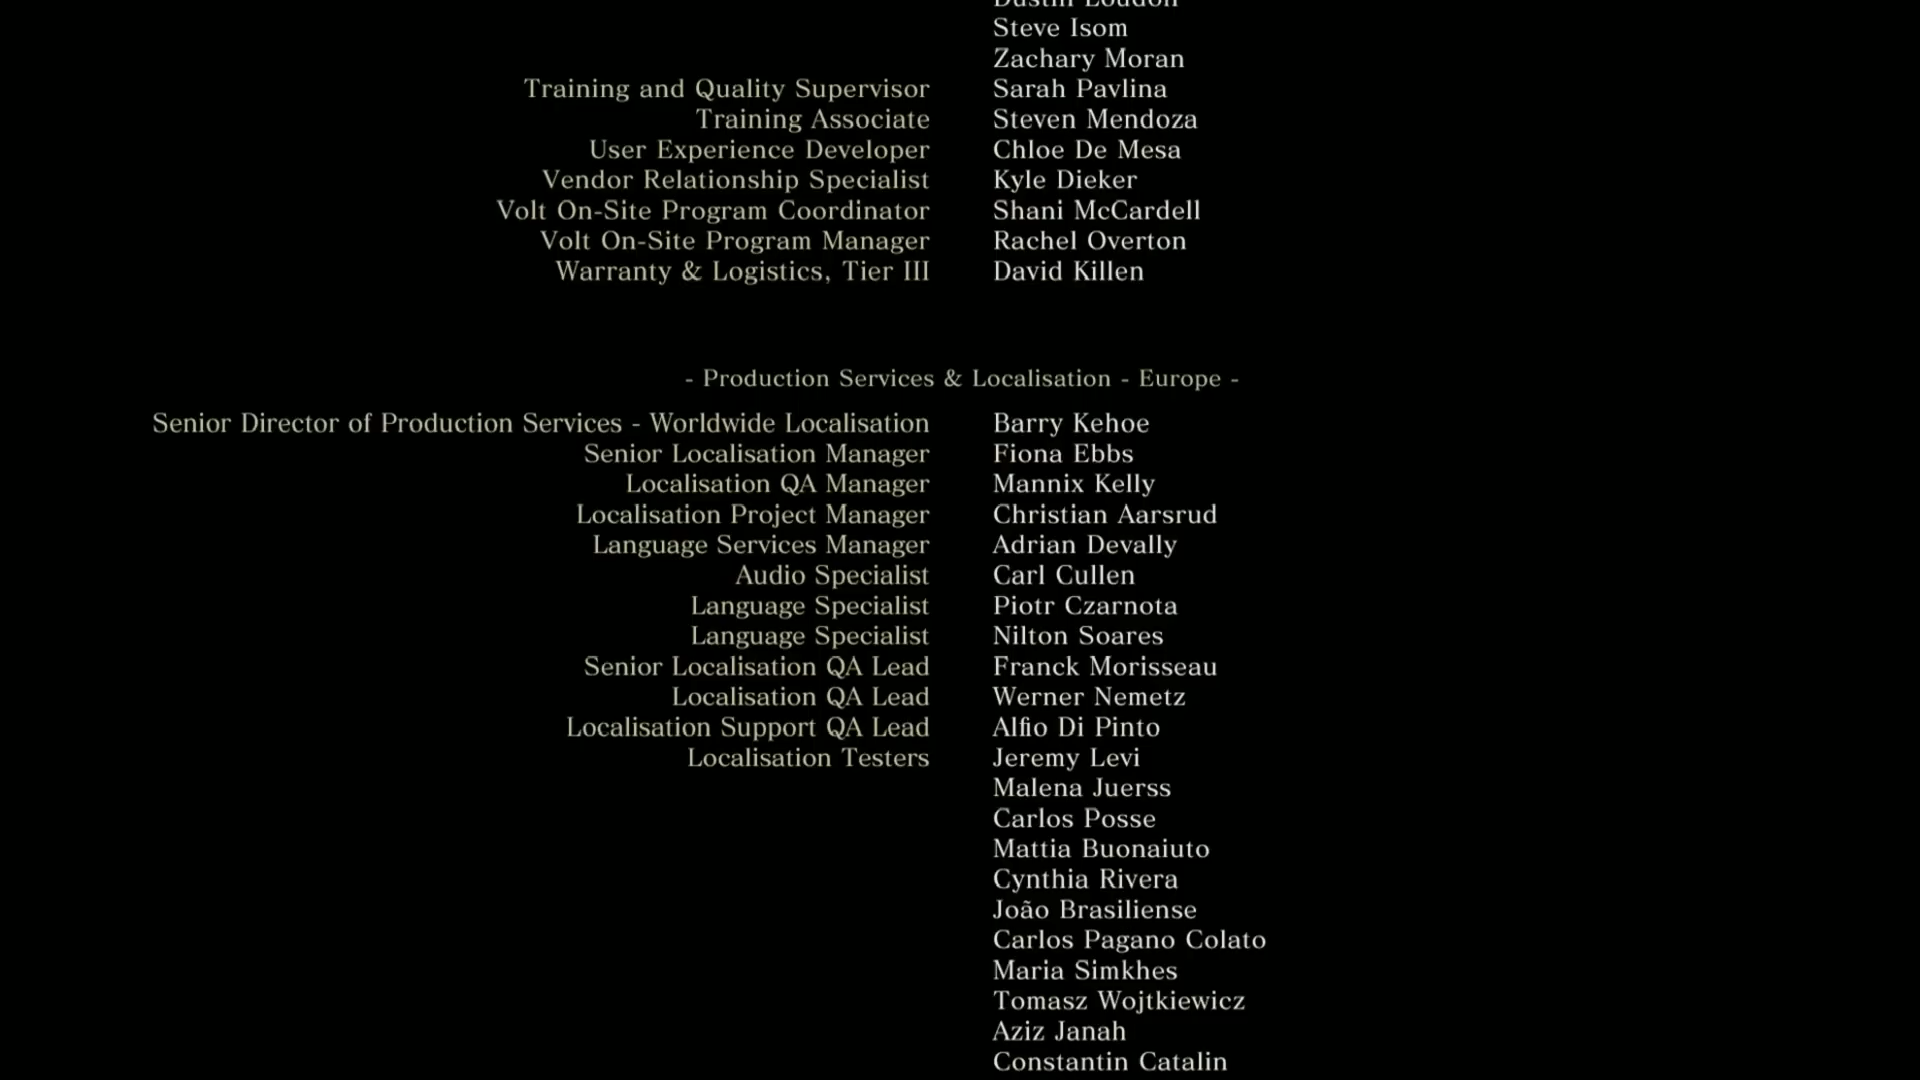 Steve Isom
Zachary Moran
Training and Quality Supervisor Sarah Pavlina
Training Associate Steven Mendoza
User Experience Developer Chloe De Mesa
Vendor Relationship Specialist Kyle Dieker
Volt On-Site Program Coordinator Shani McCardell
Volt On-Site Program Manager Rachel Overton
Warranty & Logistics, Tier III David Killen
- Production Services & Localisation - Europe -
Senior Director of Production Services - Worldwide Localisation Barry Kehoe
Senior Localisation Manager Fiona Ebbs
Localisation QA Manager Mannix Kelly
Localisation Project Manager Christian Aarsrud
Language Services Manager Adrian Devally
Audio Specialist Carl Cullen
Language Specialist Piotr Czarnota
Language Specialist Nilton Soares
Senior Localisation QA Lead Franck Morisseau
Localisation QA Lead Werner Nemetz
Localisation Support QA Lead Alfio Di Pinto
Localisation Testers Jeremy Levi
Malena Juerss
Carlos Posse
Mattia Buonaiuto
Cynthia Rivera
João Brasiliense
Carlos Pagano Colato
Maria Simkhes
Tomasz Wojtkiewicz
Aziz Janah
Constantin Catalin